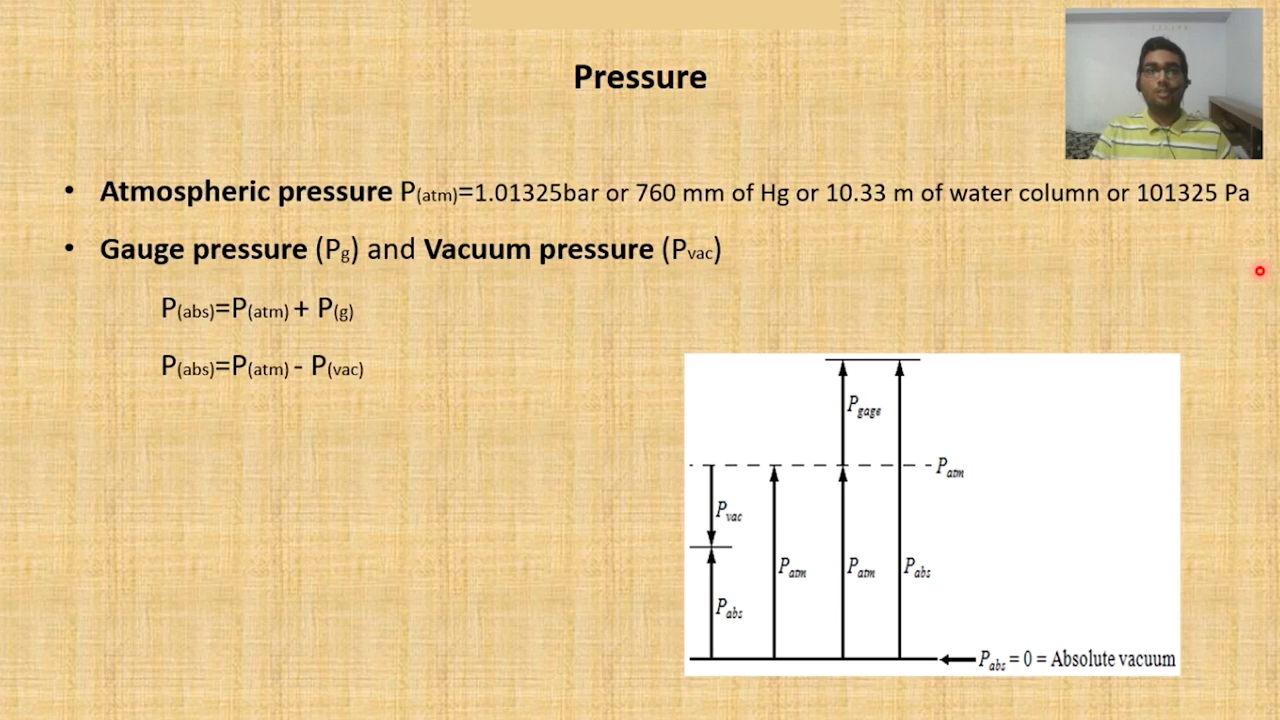 Pressure
• Atmospheric pressure P(atm)=1.01325bar or 760 mm of Hg or 10.33 m of water column or 101325 Pa
• Gauge pressure (Pg) and Vacuum pressure (Pvac)
P(abs)=P(atm) + P(g)
P(abs)=P(atm) - P(vac)
Pgage
Patm
Pvac
Patm
Patm
Pabs
Pabs
Pabs = 0 = Absolute vacuum